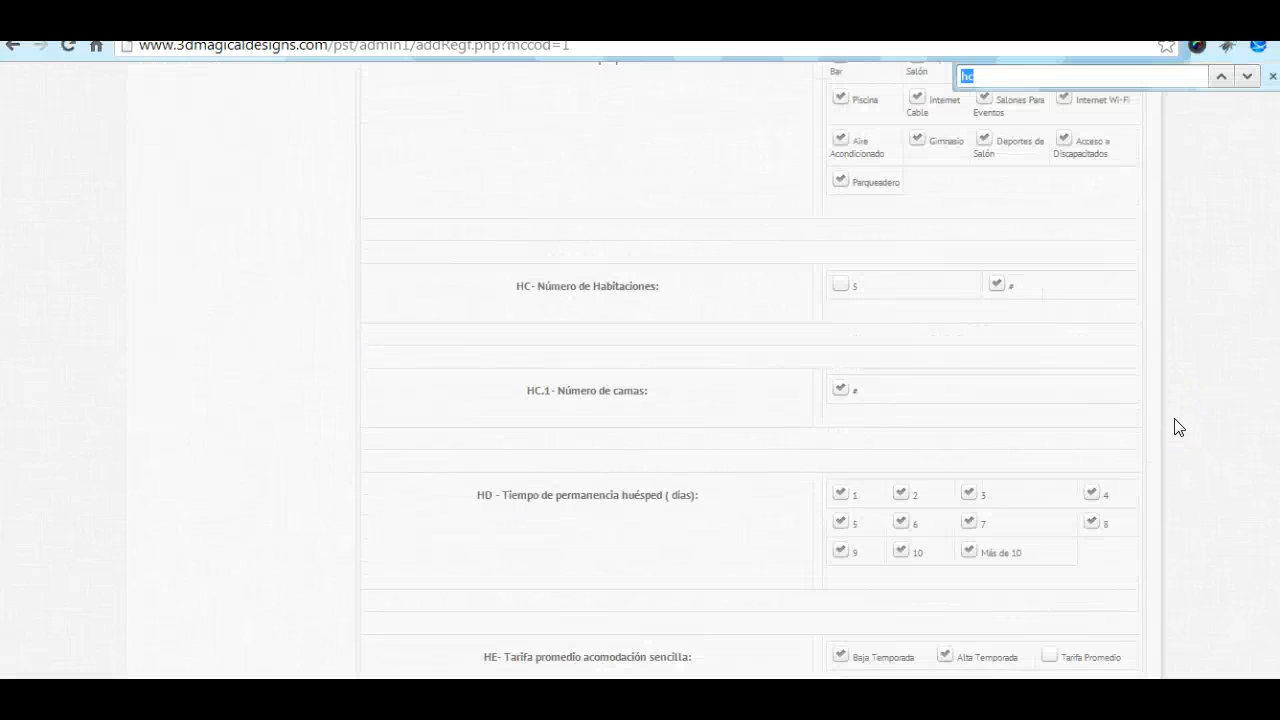 www.3dmagicaldesigns.com/pst/admin1/addRegf.php?mccod=1
hc
Bar
Salón
Piscina
Internet Cable
Salones Para Eventos
Internet Wi-Fi
Aire Acondicionado
Gimnasio
Deportes de Salón
Acceso a Discapacitados
Parqueadero
HC- Número de Habitaciones:
5
#
HC.1- Número de camas:
#
HD - Tiempo de permanencia huésped ( días):
1 2 3 4
5 6 7 8
9 10 Más de 10
HE- Tarifa promedio acomodación sencilla:
Baja Temporada
Alta Temporada
Tarifa Promedio